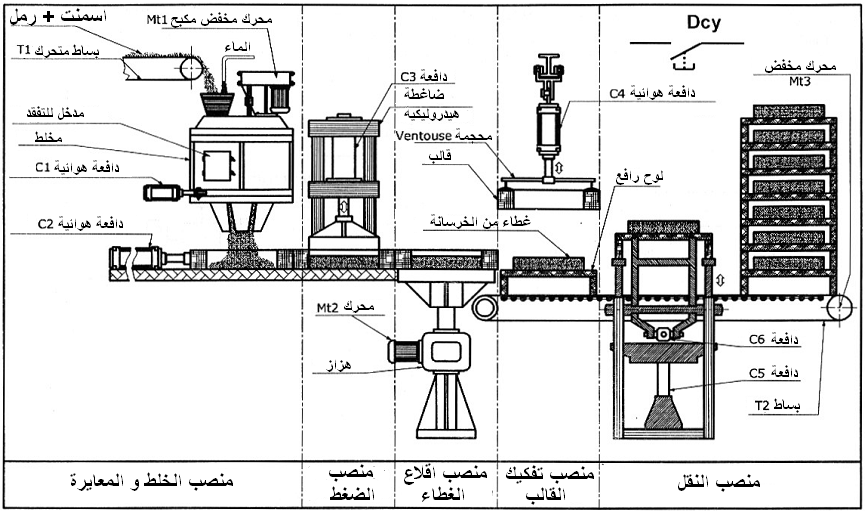 اسمنت + رمل
محرك مخفض مكبح Mt1
Dcy
الماء
بساط متحرك T1
محرك مخفض
Mt3
دافعة C3
ضاغطة
هيدروليكيه
دافعة هوائية C4
مدخل للتفقد
محجمة Ventouse
مخلط
قالب
دافعة هوائية C1
لوح رافع
دافعة هوائية C2
غطاء من الخرسانة
محرك Mt2
دافعة C6
هزاز
دافعة C5
بساط T2
منصب النقل
منصب تفكيك
القالب
منصب اقلاع
الغطاء
منصب
الضغط
منصب الخلط و المعايرة